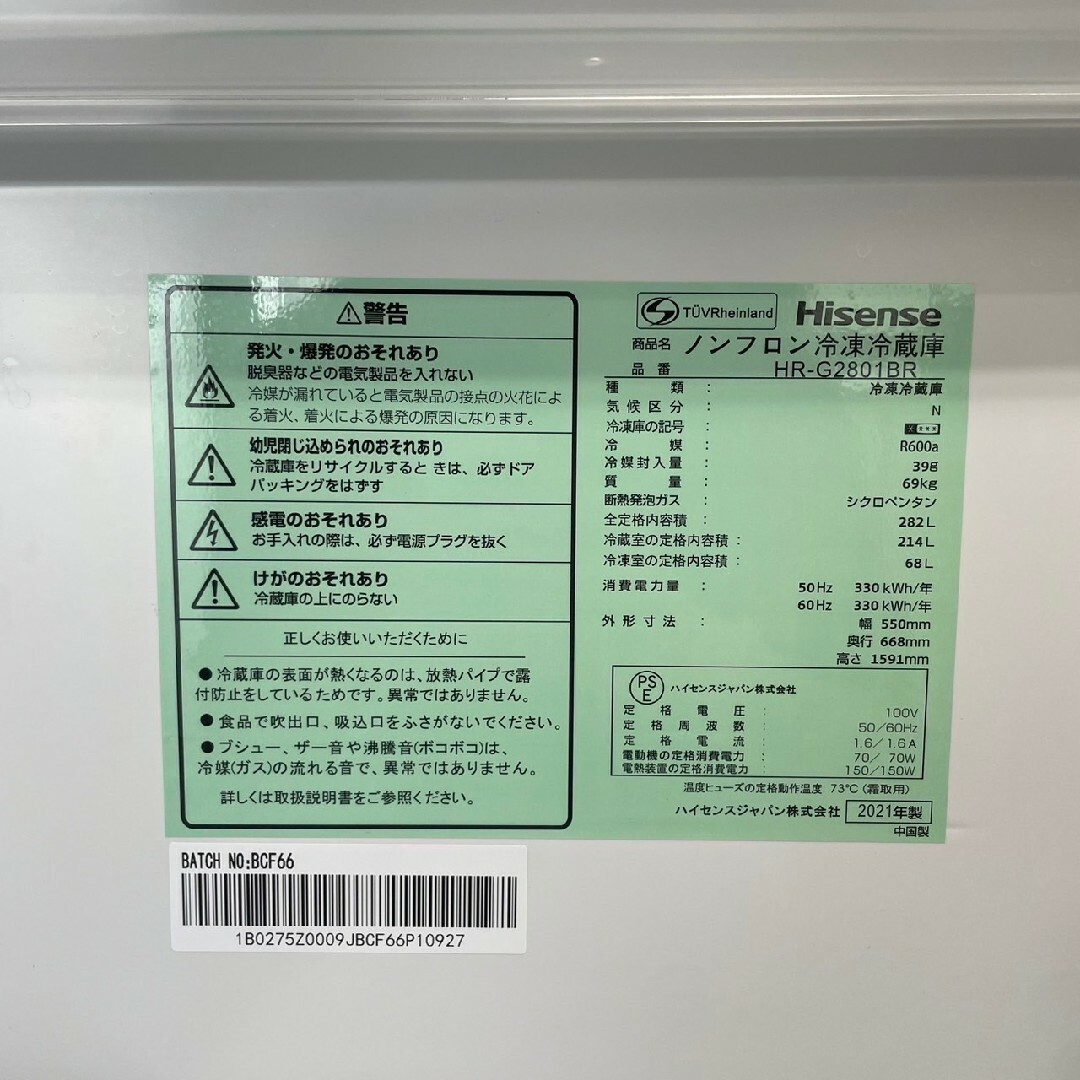 ⚠警告
発火・爆発のおそれあり
脱臭器などの電気製品を入れない
冷媒が漏れていると電気製品の接点の火花によ
る着火、着火による爆発の原因になります。
幼児閉じ込められのおそれあり
冷蔵庫をリサイクルすると きは、必ずドア
パッキングをはずす
感電のおそれあり
お手入れの際は、必ず電源プラグを抜く
けがのおそれあり
冷蔵庫の上にのらない
正しくお使いいただくために
●冷蔵庫の表面が熱くなるのは、放熱パイプで露
付防止をしているためです。異常ではありません。
●食品で吹出口、吸込口をふさがないでください。
●ブシュー、ザー音や沸騰音(ボコボコ)は、
冷媒(ガス)の流れる音で、異常ではありません。
詳しくは取扱説明書をご参照ください。
TÜVRheinland Hisense
商品名 ノンフロン冷凍冷蔵庫
品番 HR-G2801BR
種類 : 冷凍冷蔵庫
気候区分 : N
冷凍庫の記号 : ****
冷媒 : R600a
冷媒封入量 : 39g
質量 : 69kg
断熱発泡ガス : シクロペンタン
全定格内容積 : 282L
冷蔵室の定格内容積 : 214L
冷凍室の定格内容積 : 68L
消費電力量 : 50Hz 330kWh/年
60Hz 330kWh/年
外形寸法 : 幅 550mm
奥行 668mm
高さ 1591mm
PSE ハイセンスジャパン株式会社
定格電圧 : 100V
定格周波数 : 50/60Hz
定格電流 : 1.6/1.6A
電動機の定格消費電力 : 70/70W
電熱装置の定格消費電力 : 150/150W
温度ヒューズの定格動作温度 73℃(霜取用)
ハイセンスジャパン株式会社 2021年製
中国製
BATCH NO:BCF66
1B0275Z0009JBCF66P10927